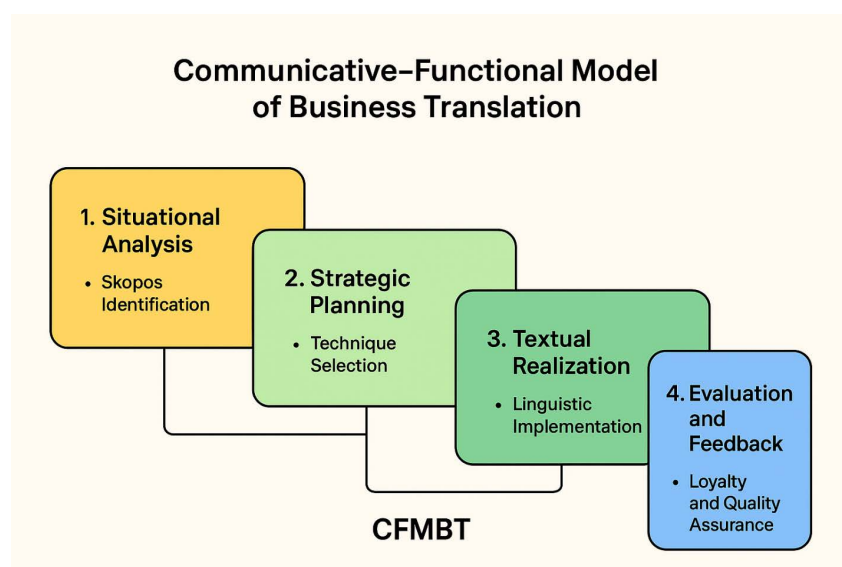 Communicative–Functional Model
of Business Translation
1. Situational
Analysis
• Skopos
Identification
2. Strategic
Planning
• Technique
Selection
3. Textual
Realization
• Linguistic
Implementation
4. Evaluation
and
Feedback
• Loyalty
and Quality
Assurance
CFMBT